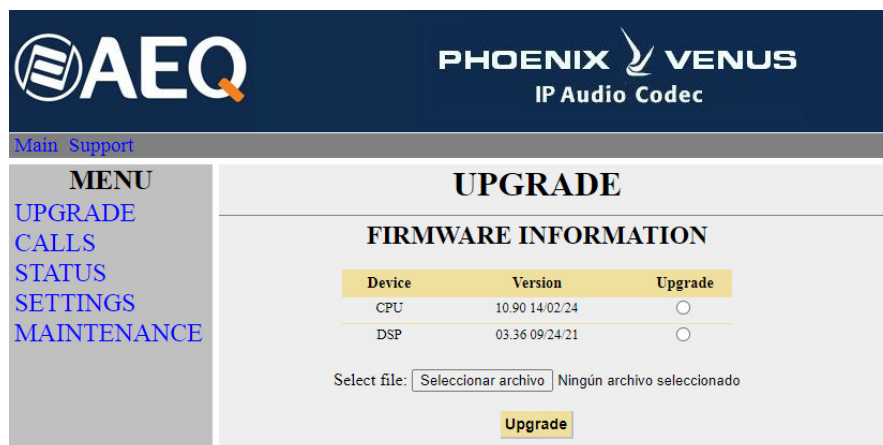 AEQ
PHOENIX VENUS
IP Audio Codec
Main Support
MENU
UPGRADE
CALLS
STATUS
SETTINGS
MAINTENANCE
UPGRADE
FIRMWARE INFORMATION
Device Version Upgrade
CPU 10.90 14/02/24
DSP 03.36 09/24/21
Select file: Seleccionar archivo Ningún archivo seleccionado
Upgrade